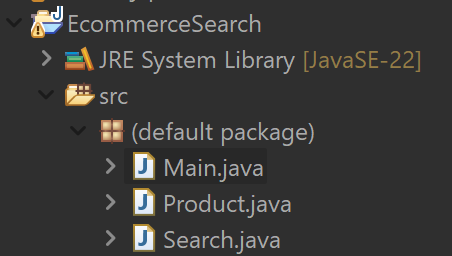 EcommerceSearch
JRE System Library [JavaSE-22]
src
(default package)
Main.java
Product.java
Search.java